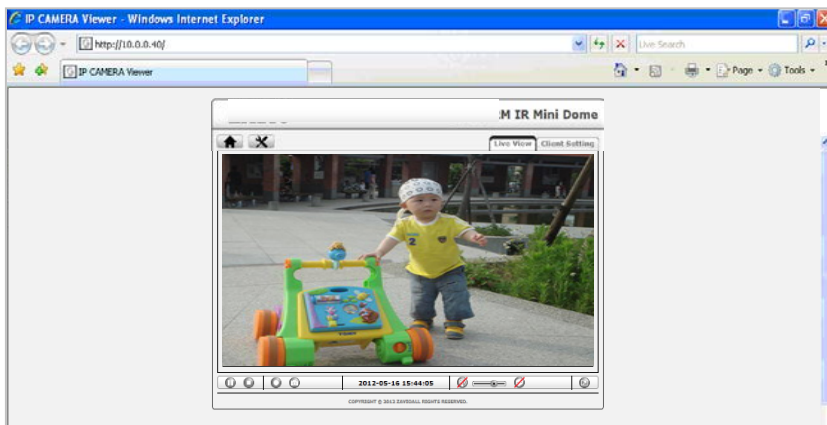 IP CAMERA Viewer - Windows Internet Explorer
http://10.0.0.40/
Live Search
IP CAMERA Viewer
Page
Tools
M IR Mini Dome
Live View
Client Setting
2
2012-05-16 15:44:05
COPYRIGHT © 2012 ALL RIGHTS RESERVED.